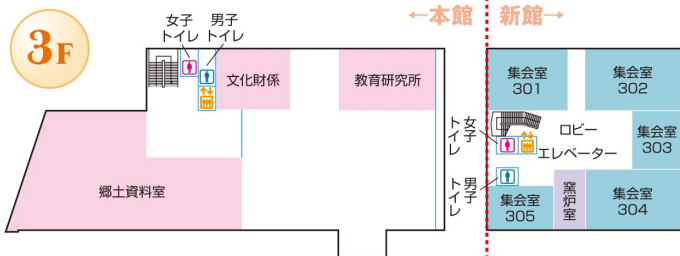 3F
女子
トイレ
男子
トイレ
←本館
新館→
文化財係
教育研究所
郷土資料室
集会室
301
集会室
302
女子
トイレ
ロビー
エレベーター
集会室
303
男子
トイレ
集会室
305
窯炉室
集会室
304